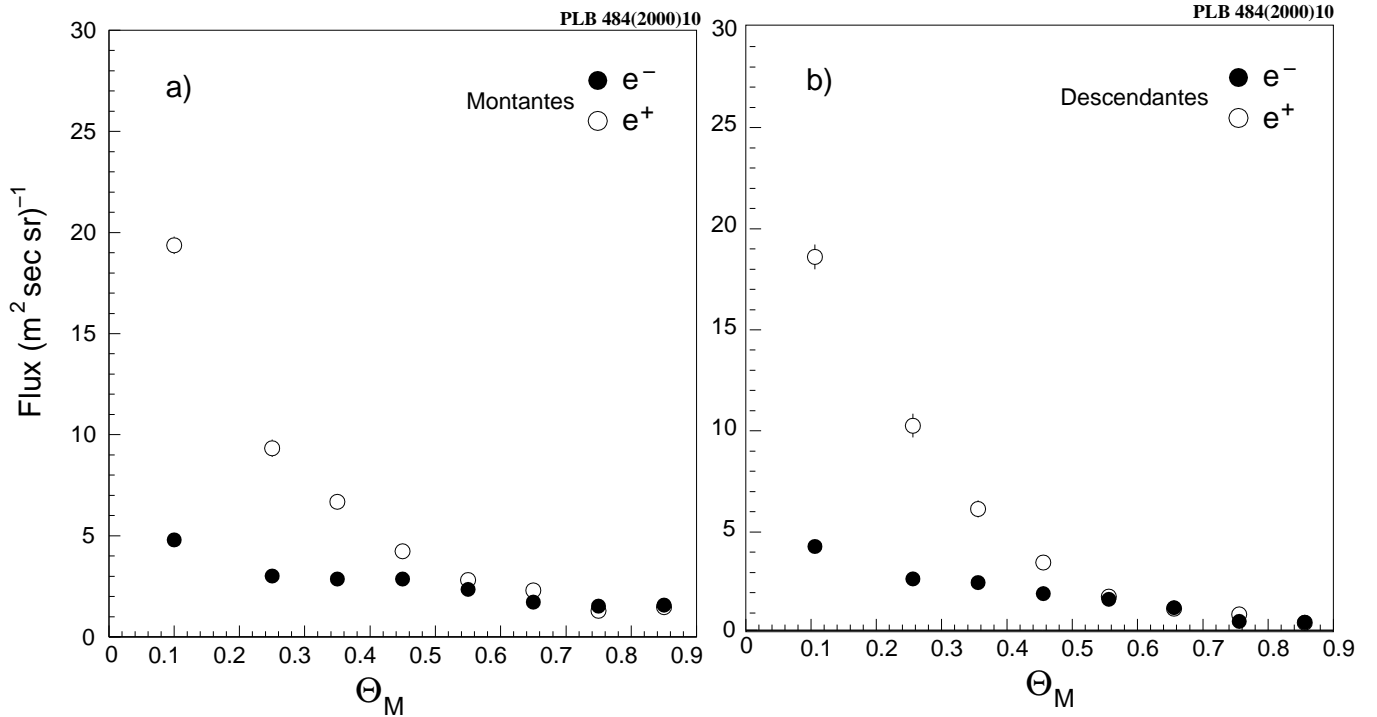 PLB 484(2000)10
a)
Montantes
e−
e+
Flux (m2 sec sr)−1
30
25
20
15
10
5
0
0 0.1 0.2 0.3 0.4 0.5 0.6 0.7 0.8 0.9
ΘM
PLB 484(2000)10
b)
Descendantes
e−
e+
30
25
20
15
10
5
0
0 0.1 0.2 0.3 0.4 0.5 0.6 0.7 0.8 0.9
ΘM